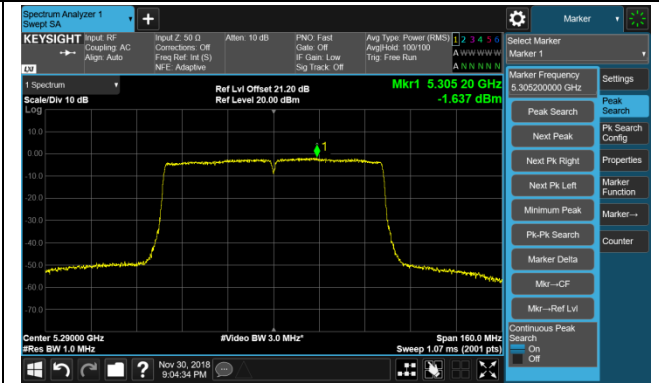 Spectrum Analyzer 1
Swept SA
+
Marker
KEYSIGHT
Input: RF
Coupling: AC
Align: Auto
Input Z: 50 Ω
Corrections: Off
Freq Ref: Int (S)
NFE: Adaptive
Atten: 10 dB
PNO: Fast
Gate: Off
IF Gain: Low
Sig Track: Off
Avg Type: Power (RMS)
Avg|Hold: 100/100
Trig: Free Run
1 2 3 4 5 6
A W W W W W
A N N N N N
LXI
Select Marker
Marker 1
1 Spectrum
Scale/Div 10 dB
Log
Ref Lvl Offset 21.20 dB
Ref Level 20.00 dBm
Mkr1 5.305 20 GHz
-1.637 dBm
1
10.0
0.00
-10.0
-20.0
-30.0
-40.0
-50.0
-60.0
-70.0
Center 5.29000 GHz
#Res BW 1.0 MHz
#Video BW 3.0 MHz*
Span 160.0 MHz
Sweep 1.07 ms (2001 pts)
Marker Frequency
5.305200000 GHz
Peak Search
Next Peak
Next Pk Right
Next Pk Left
Minimum Peak
Pk-Pk Search
Marker Delta
Mkr→CF
Mkr→Ref Lvl
Continuous Peak
Search
On
Off
Settings
Peak
Search
Pk Search
Config
Properties
Marker
Function
Marker→
Counter
?
Nov 30, 2018
9:04:34 PM